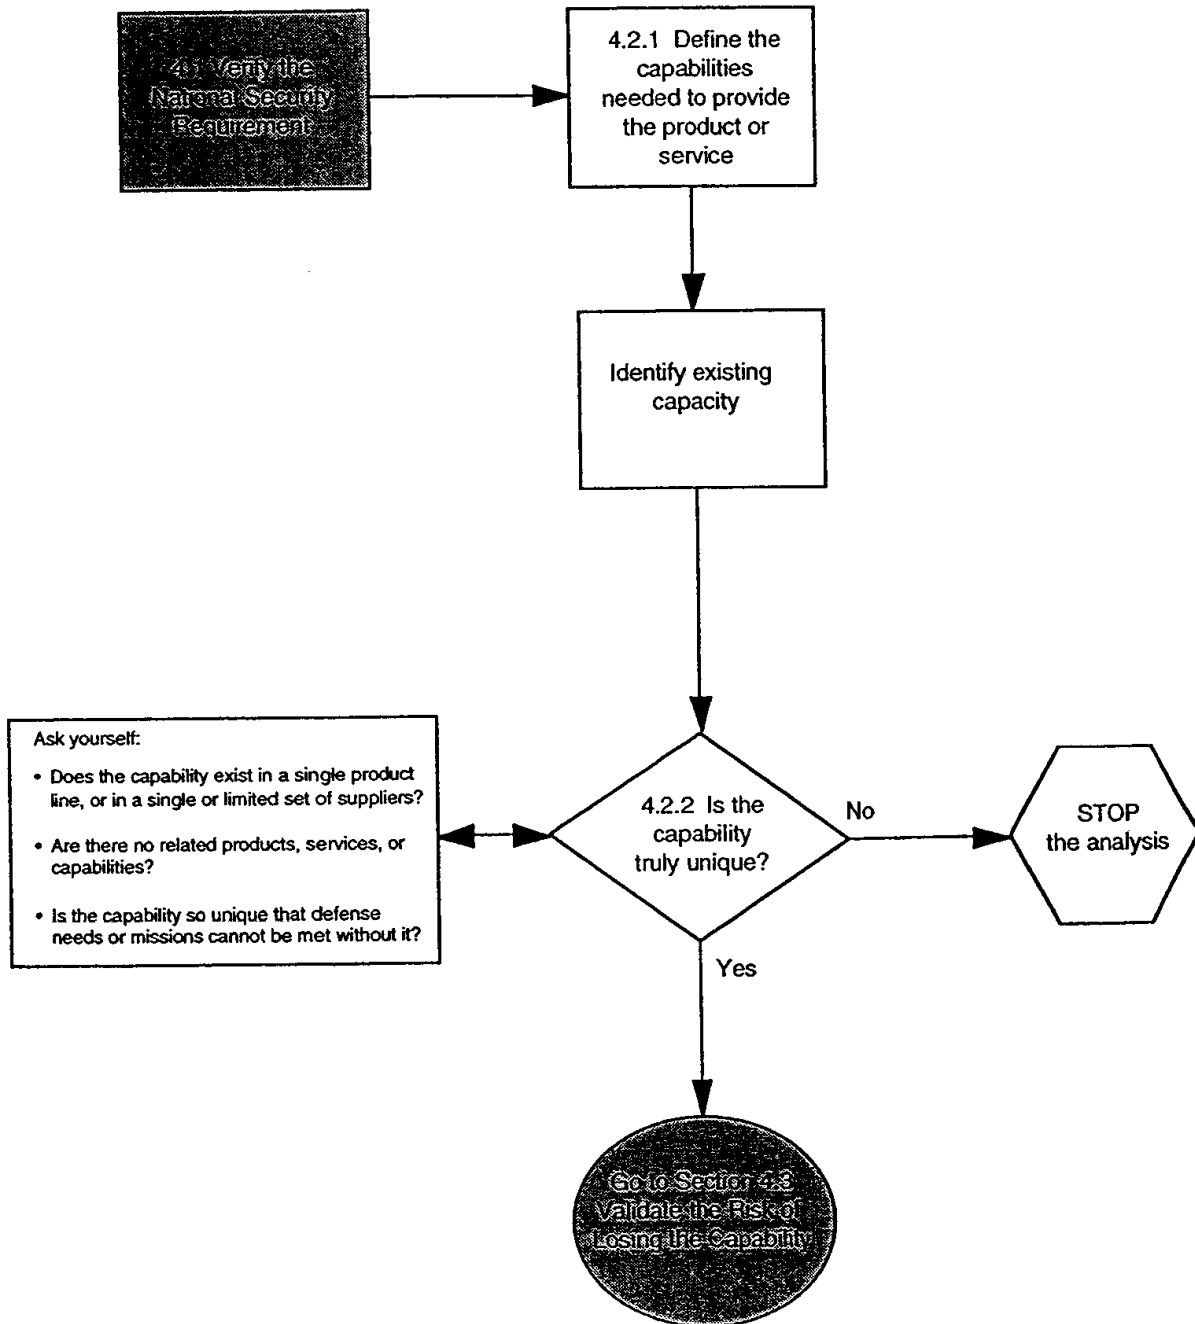 4.1 Verify the
National Security
Requirement
4.2.1 Define the
capabilities
needed to provide
the product or
service
Identify existing
capacity
Ask yourself:
• Does the capability exist in a single product
line, or in a single or limited set of suppliers?
• Are there no related products, services, or
capabilities?
• Is the capability so unique that defense
needs or missions cannot be met without it?
4.2.2 Is the
capability
truly unique?
No
STOP
the analysis
Yes
Go to Section 4.3
Validate the Risk of
Losing the Capability